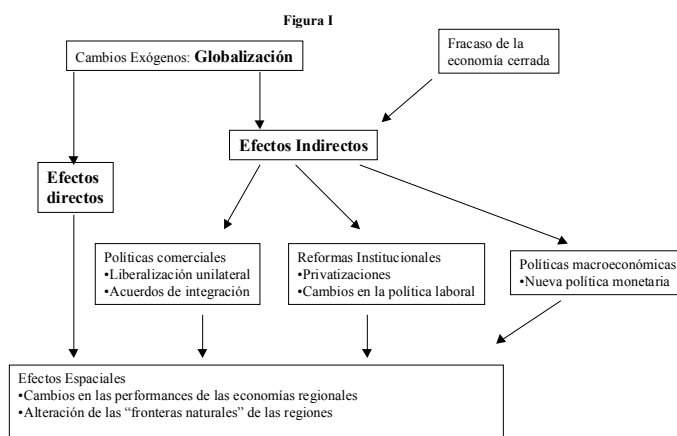 Figura I
Cambios Exógenos: Globalización
Fracaso de la
economía cerrada
Efectos Indirectos
Efectos
directos
Políticas comerciales
•Liberalización unilateral
•Acuerdos de integración
Reformas Institucionales
•Privatizaciones
•Cambios en la política laboral
Políticas macroeconómicas
•Nueva política monetaria
Efectos Espaciales
•Cambios en las performances de las economías regionales
•Alteración de las “fronteras naturales” de las regiones